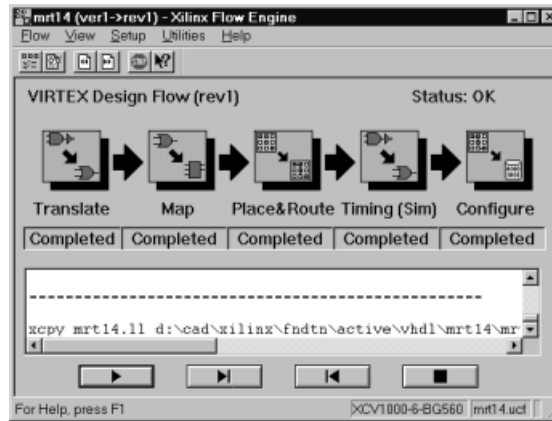 mrt14 (ver1->rev1) - Xilinx Flow Engine
Flow View Setup Utilities Help
VIRTEX Design Flow (rev1) Status: OK
Translate Map Place&Route Timing (Sim) Configure
Completed Completed Completed Completed Completed
--------------------------------------------------
xcpy mrt14.ll d:\cad\xilinx\fndtn\active\vhdl\mrt14\mr
For Help, press F1 XCV1000-6-BG560 mrt14.ucf